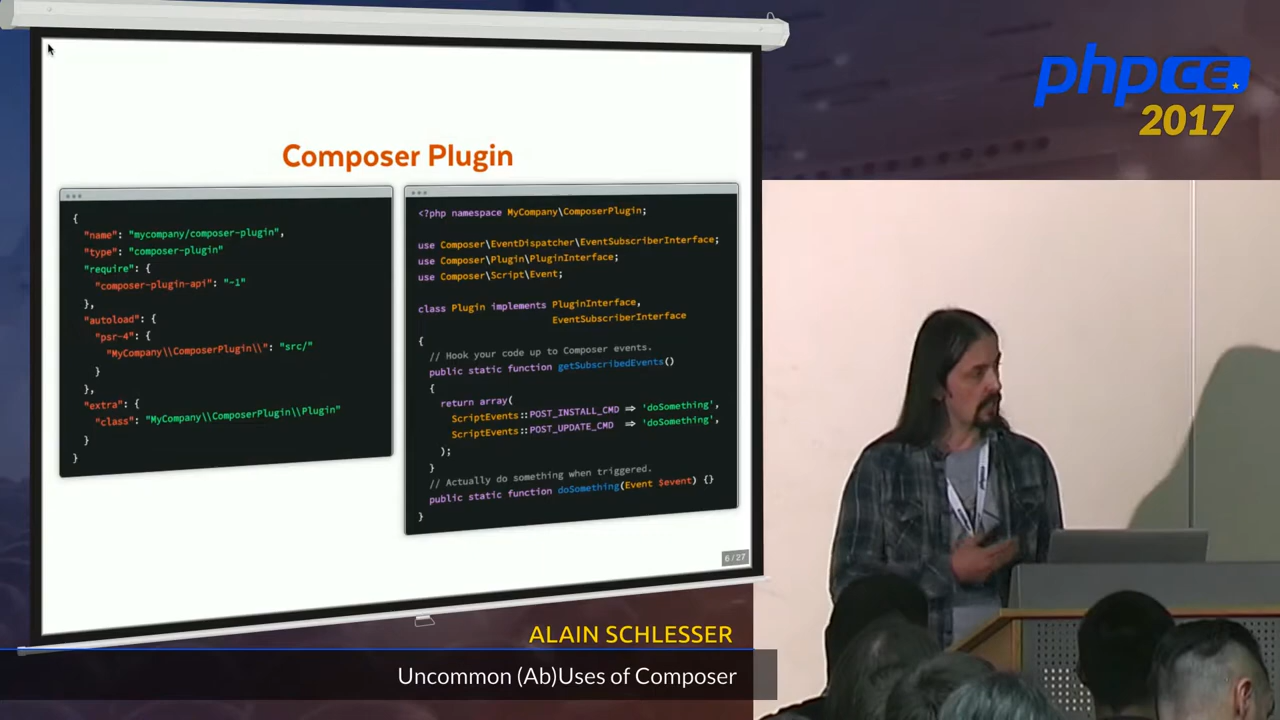 phpCE
2017
Composer Plugin
{
"name": "mycompany/composer-plugin",
"type": "composer-plugin"
"require": {
"composer-plugin-api": "~1"
},
"autoload": {
"psr-4": {
"MyCompany\\ComposerPlugin\\": "src/"
}
},
"extra": {
"class": "MyCompany\\ComposerPlugin\\Plugin"
}
}
<?php namespace MyCompany\ComposerPlugin;
use Composer\EventDispatcher\EventSubscriberInterface;
use Composer\Plugin\PluginInterface;
use Composer\Script\Event;
class Plugin implements PluginInterface,
EventSubscriberInterface
{
// Hook your code up to Composer events.
public static function getSubscribedEvents()
{
return array(
ScriptEvents::POST_INSTALL_CMD => 'doSomething',
ScriptEvents::POST_UPDATE_CMD => 'doSomething',
);
}
// Actually do something when triggered.
public static function doSomething(Event $event) {}
}
6 / 27
ALAIN SCHLESSER
Uncommon (Ab)Uses of Composer